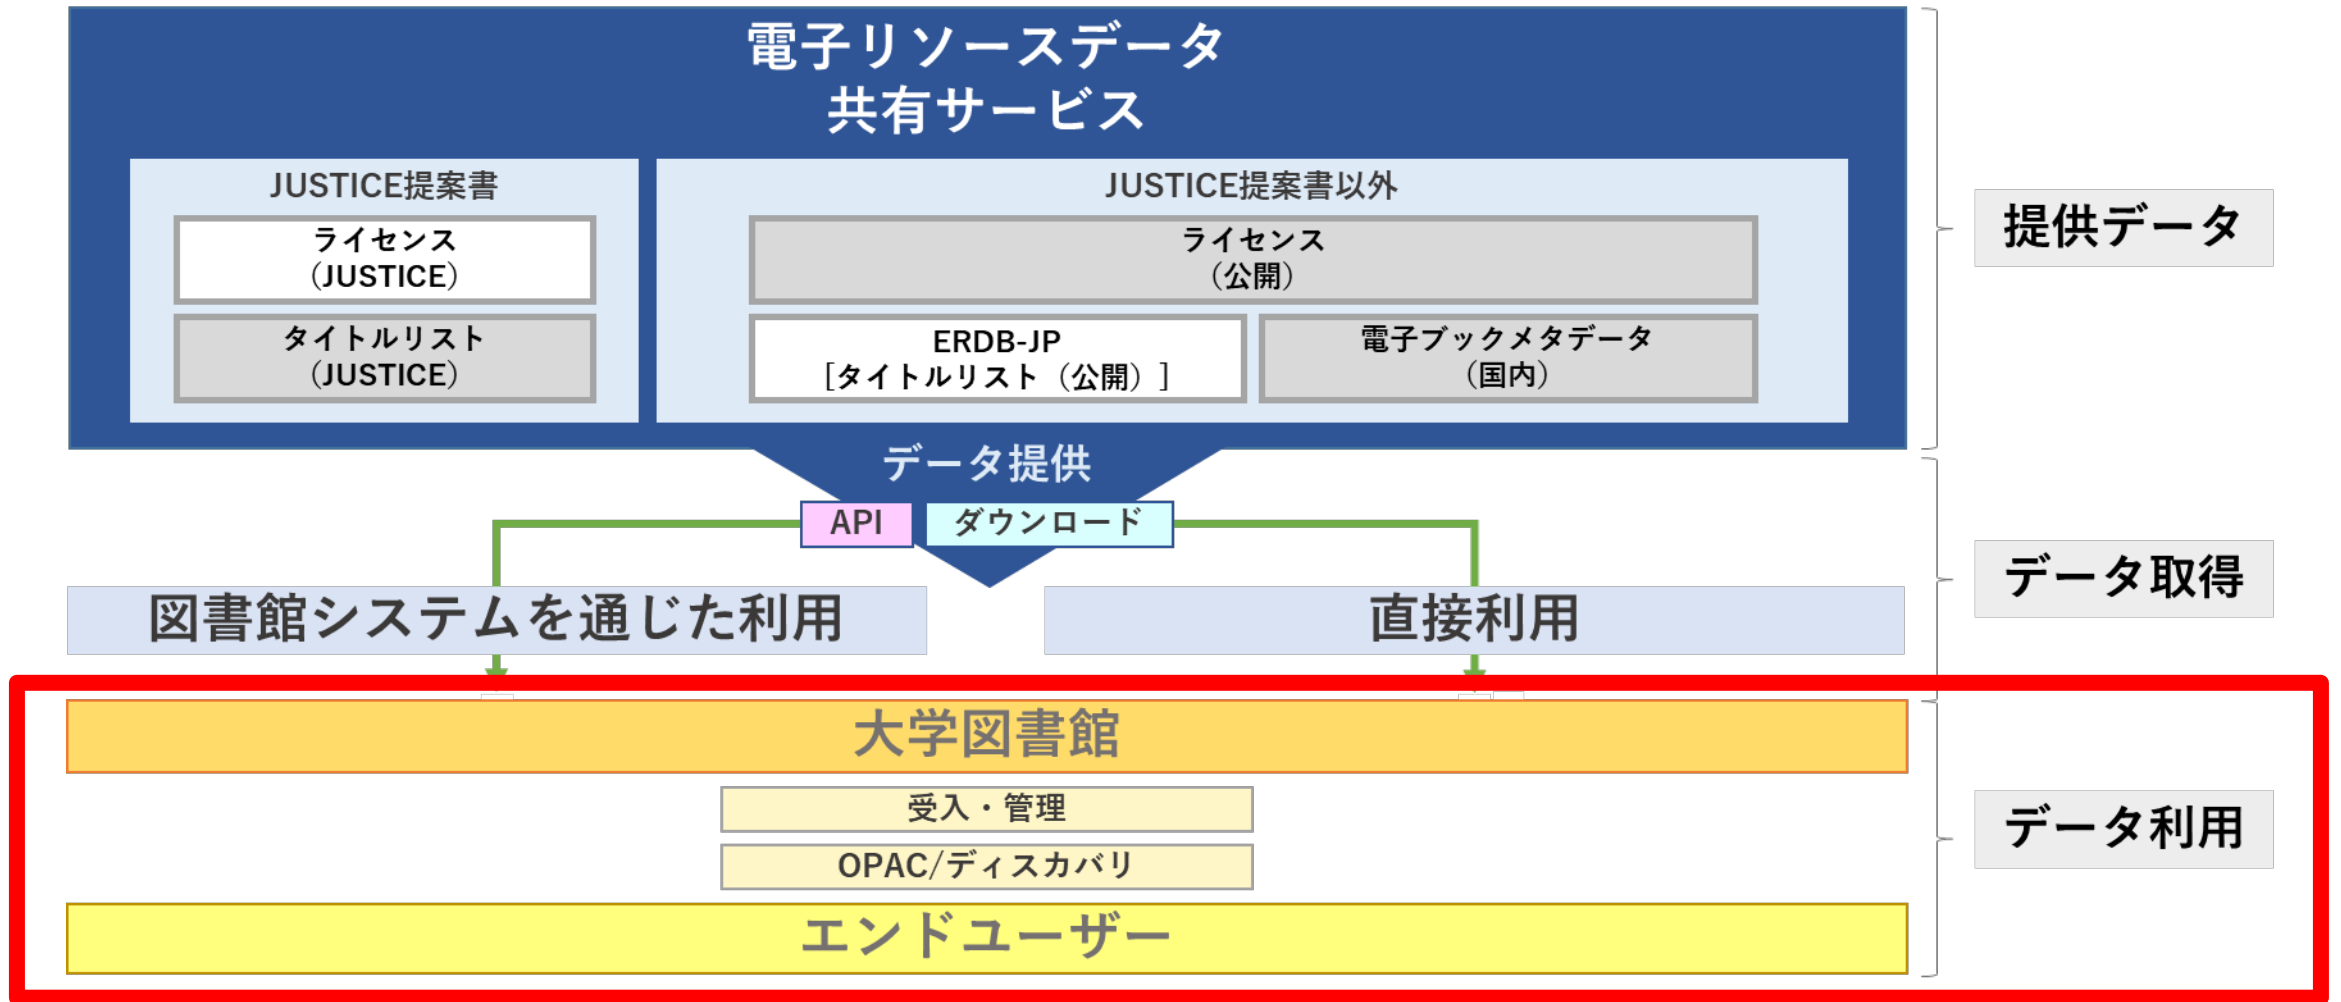 電子リソースデータ
共有サービス
JUSTICE提案書
ライセンス
（JUSTICE）
タイトルリスト
（JUSTICE）
JUSTICE提案書以外
ライセンス
（公開）
ERDB-JP
[タイトルリスト（公開）]
電子ブックメタデータ
（国内）
提供データ
データ提供
API
ダウンロード
図書館システムを通じた利用
直接利用
データ取得
大学図書館
受入・管理
OPAC/ディスカバリ
エンドユーザー
データ利用